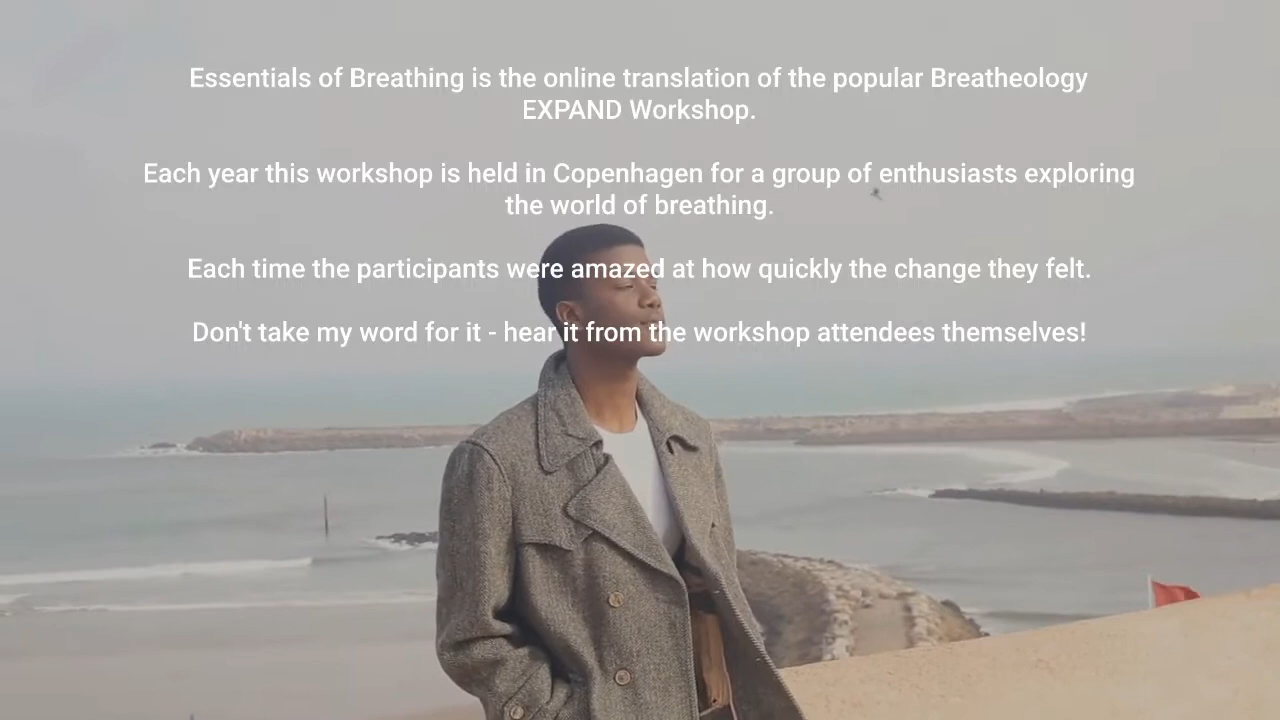 Essentials of Breathing is the online translation of the popular Breatheology
EXPAND Workshop.
Each year this workshop is held in Copenhagen for a group of enthusiasts exploring
the world of breathing.
Each time the participants were amazed at how quickly the change they felt.
Don't take my word for it - hear it from the workshop attendees themselves!